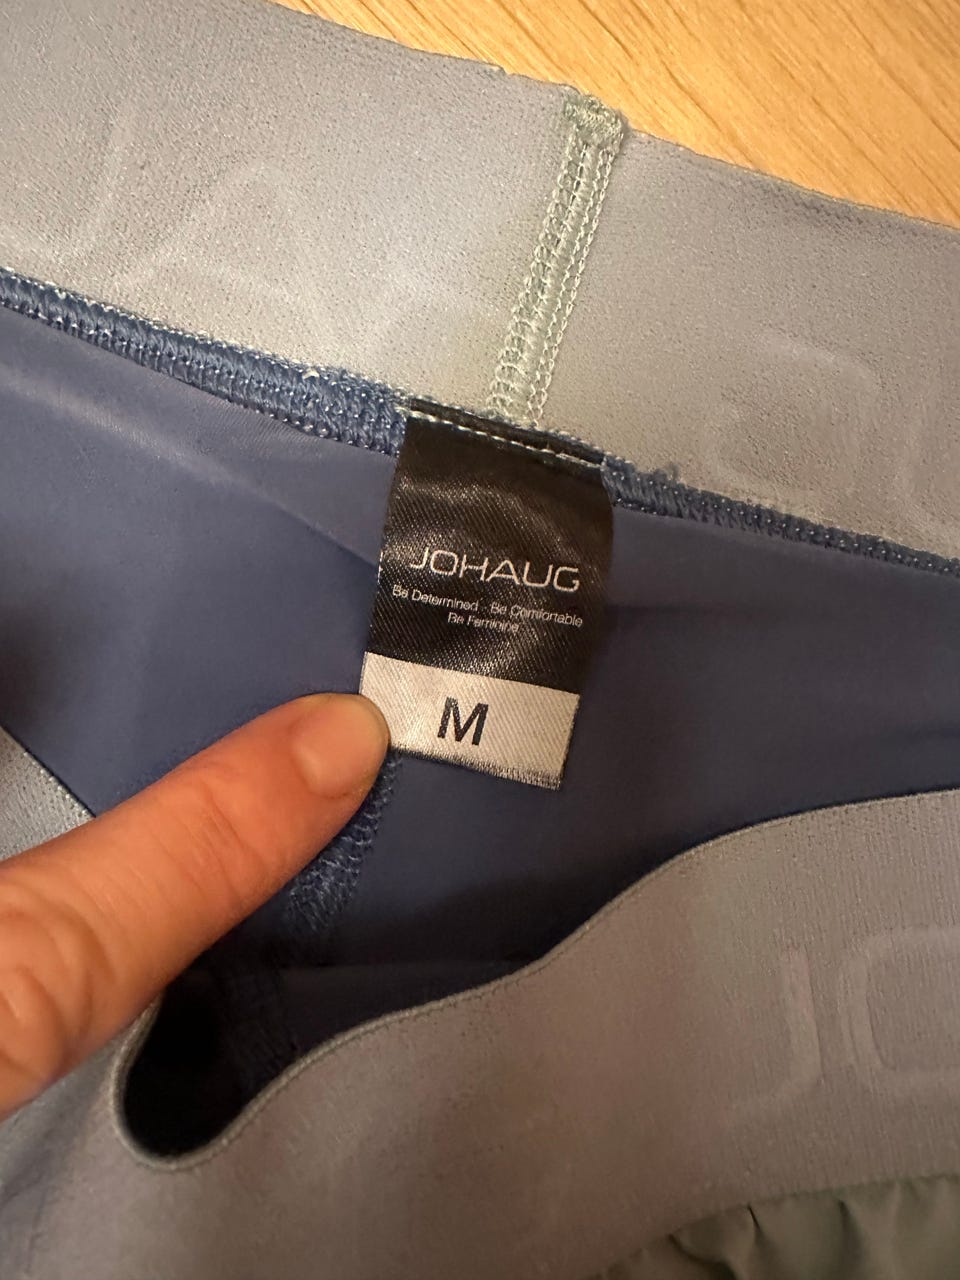 JOHAUG
Be Determined Be Comfortable
Be Feminine
M